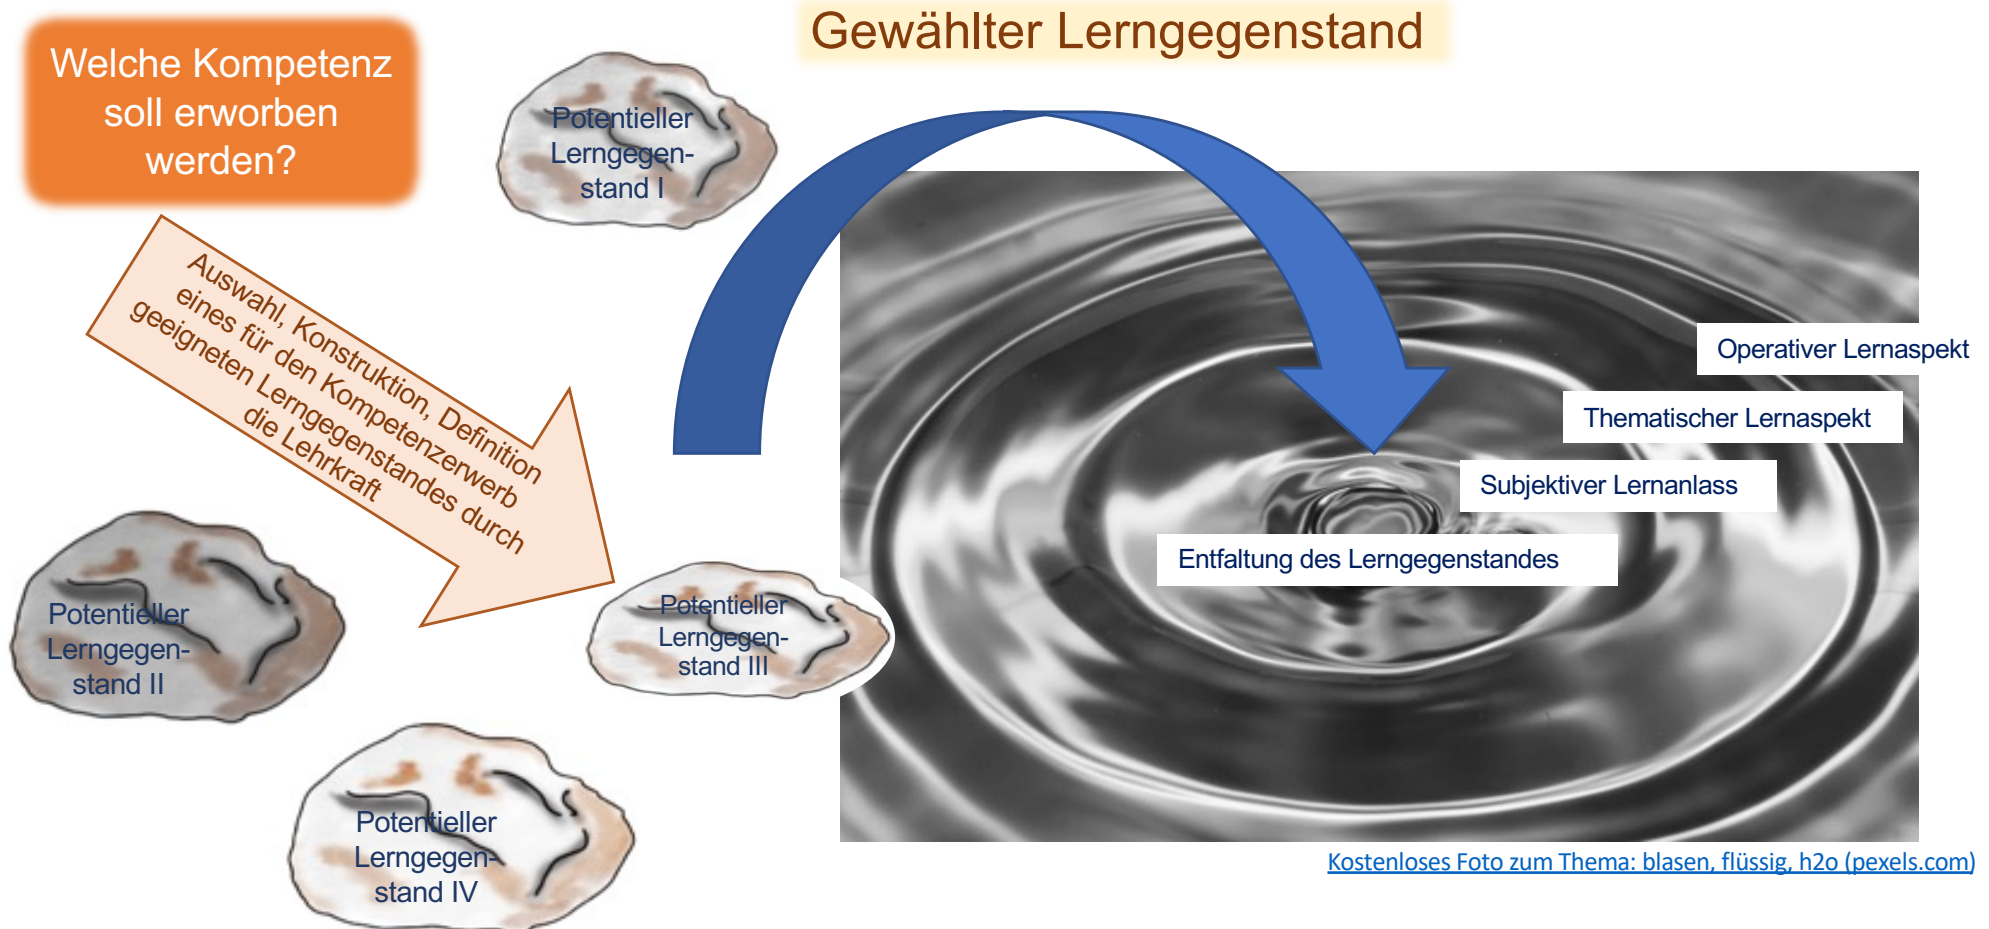 Gewählter Lerngegenstand
Welche Kompetenz
soll erworben
werden?
Potentieller
Lerngegen-
stand I
Auswahl, Konstruktion, Definition
eines für den Kompetenzerwerb
geeigneten Lerngegenstandes durch
die Lehrkraft
Operativer Lernaspekt
Thematischer Lernaspekt
Subjektiver Lernanlass
Entfaltung des Lerngegenstandes
Potentieller
Lerngegen-
stand II
Potentieller
Lerngegen-
stand III
Potentieller
Lerngegen-
stand IV
Kostenloses Foto zum Thema: blasen, flüssig, h2o (pexels.com)